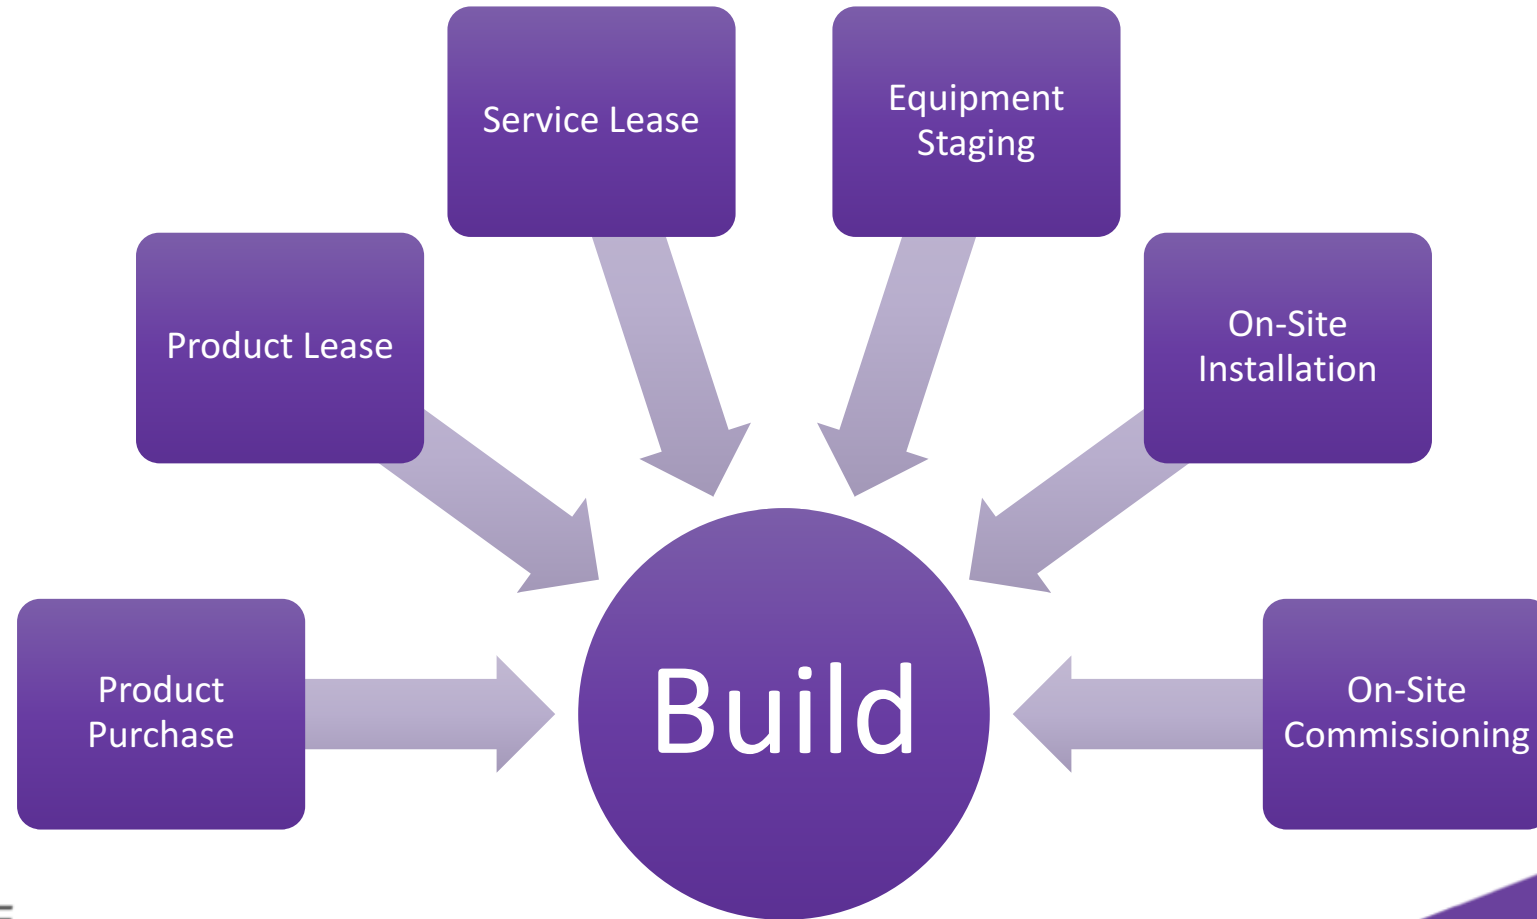 Service Lease
Equipment
Staging
Product Lease
On-Site
Installation
Product
Purchase
Build
On-Site
Commissioning